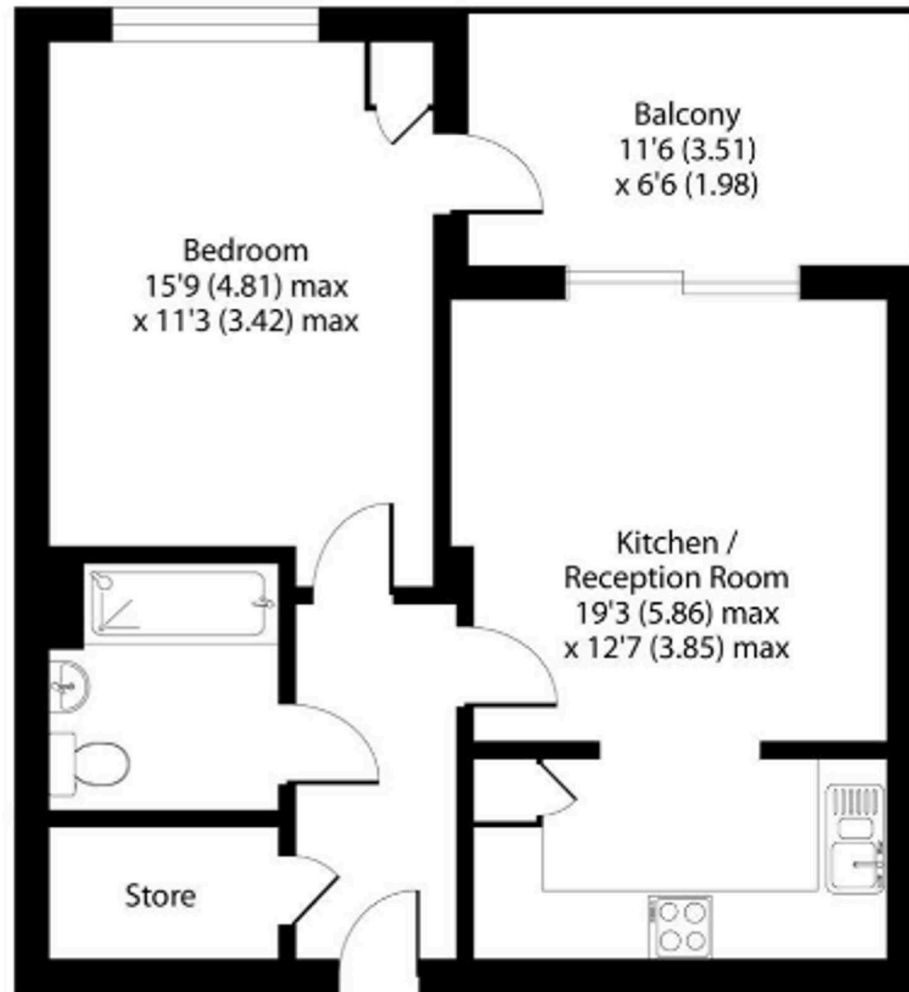 Balcony
11'6 (3.51)
x 6'6 (1.98)
Bedroom
15'9 (4.81) max
x 11'3 (3.42) max
Kitchen /
Reception Room
19'3 (5.86) max
x 12'7 (3.85) max
Store